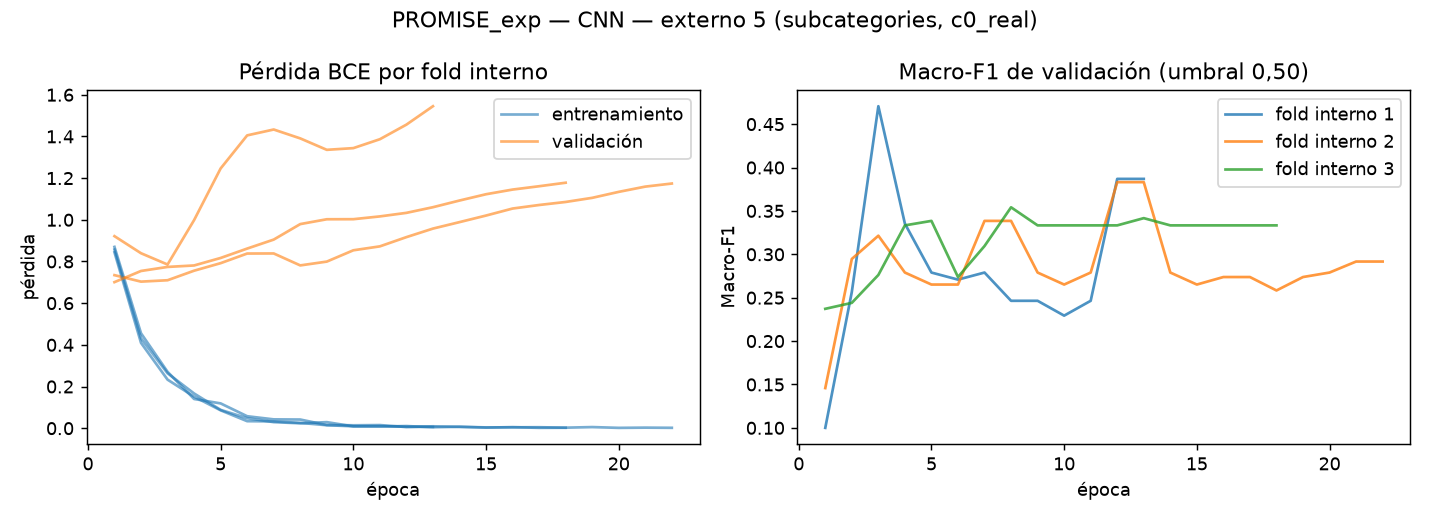 PROMISE_exp — CNN — externo 5 (subcategories, c0_real)
Pérdida BCE por fold interno
pérdida
1.6
1.4
1.2
1.0
0.8
0.6
0.4
0.2
0.0
0
5
10
15
20
época
entrenamiento
validación
Macro-F1 de validación (umbral 0,50)
Macro-F1
0.45
0.40
0.35
0.30
0.25
0.20
0.15
0.10
0
5
10
15
20
época
fold interno 1
fold interno 2
fold interno 3